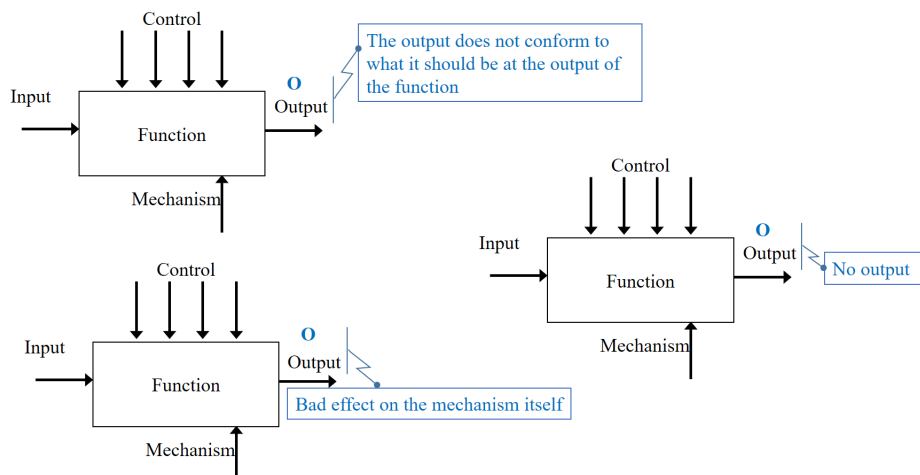 Control
The output does not conform to
what it should be at the output of
the function
O
Input
Output
Function
Mechanism
Control
O
Input
Output
Function
No output
Mechanism
Control
O
Input
Output
Function
Bad effect on the mechanism itself
Mechanism